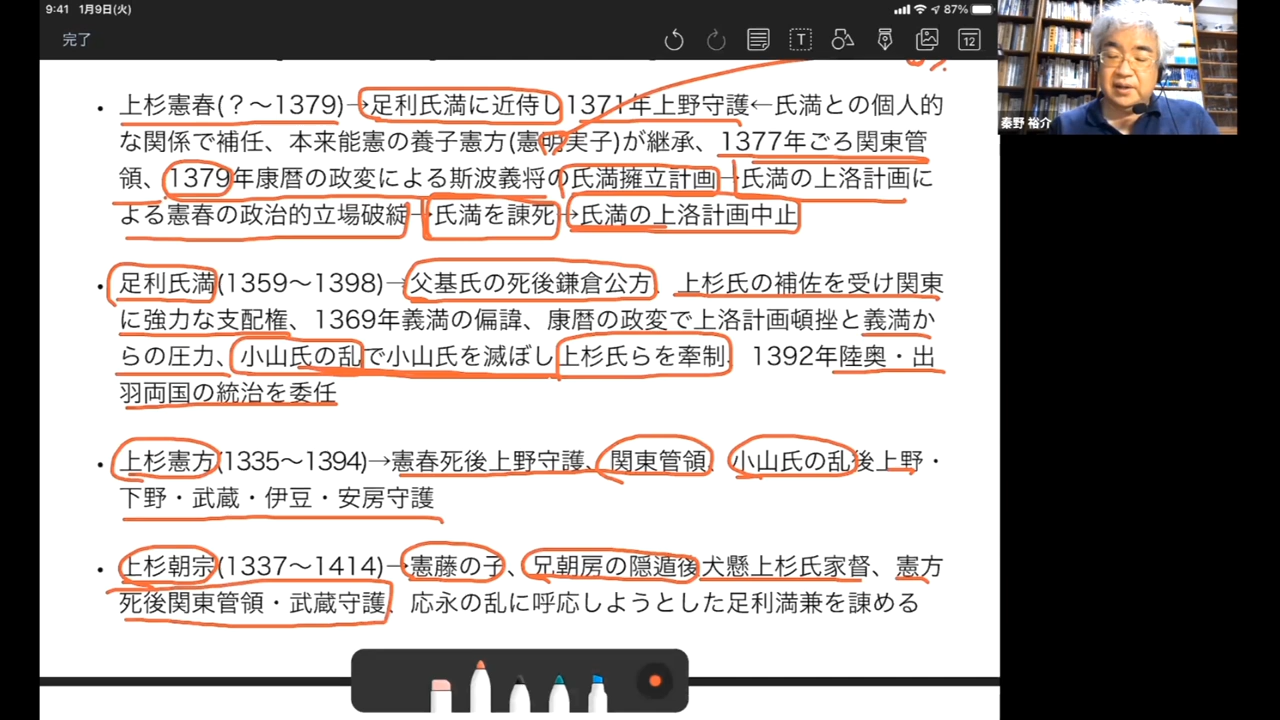 9:41 1月9日(火)
87%
完了
T
12
・上杉憲春(？～1379)→足利氏満に近侍し1371年上野守護←氏満との個人的
な関係で補任、本来能憲の養子憲方(憲明実子)が継承、1377年ごろ関東管
領、1379年康暦の政変による斯波義将の氏満擁立計画→氏満の上洛計画に
よる憲春の政治的立場破綻→氏満を諌死→氏満の上洛計画中止
・足利氏満(1359～1398)→父基氏の死後鎌倉公方、上杉氏の補佐を受け関東
に強力な支配権、1369年義満の偏諱、康暦の政変で上洛計画頓挫と義満か
らの圧力、小山氏の乱で小山氏を滅ぼし上杉氏らを牽制、1392年陸奥・出
羽両国の統治を委任
・上杉憲方(1335～1394)→憲春死後上野守護、関東管領、小山氏の乱後上野・
下野・武蔵・伊豆・安房守護
・上杉朝宗(1337～1414)→憲藤の子、兄朝房の隠遁後犬懸上杉氏家督、憲方
死後関東管領・武蔵守護、応永の乱に呼応しようとした足利満兼を諌める
秦野 裕介